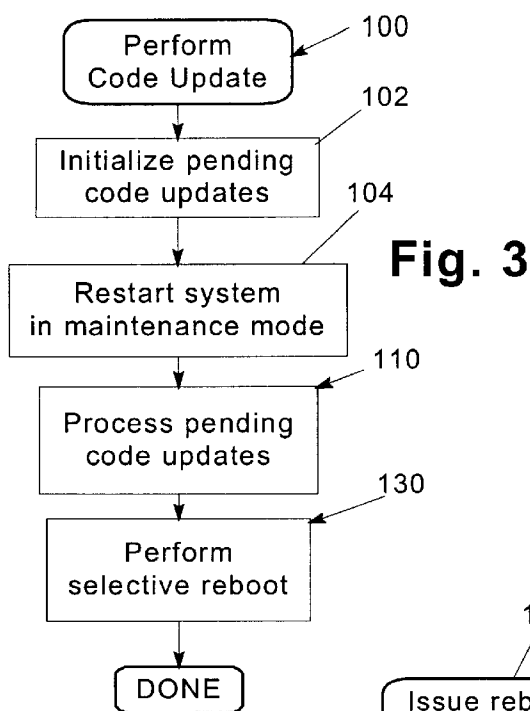 Perform
Code Update
100
102
Initialize pending
code updates
104
Fig. 3
Restart system
in maintenance mode
110
Process pending
code updates
130
Perform
selective reboot
DONE
Issue